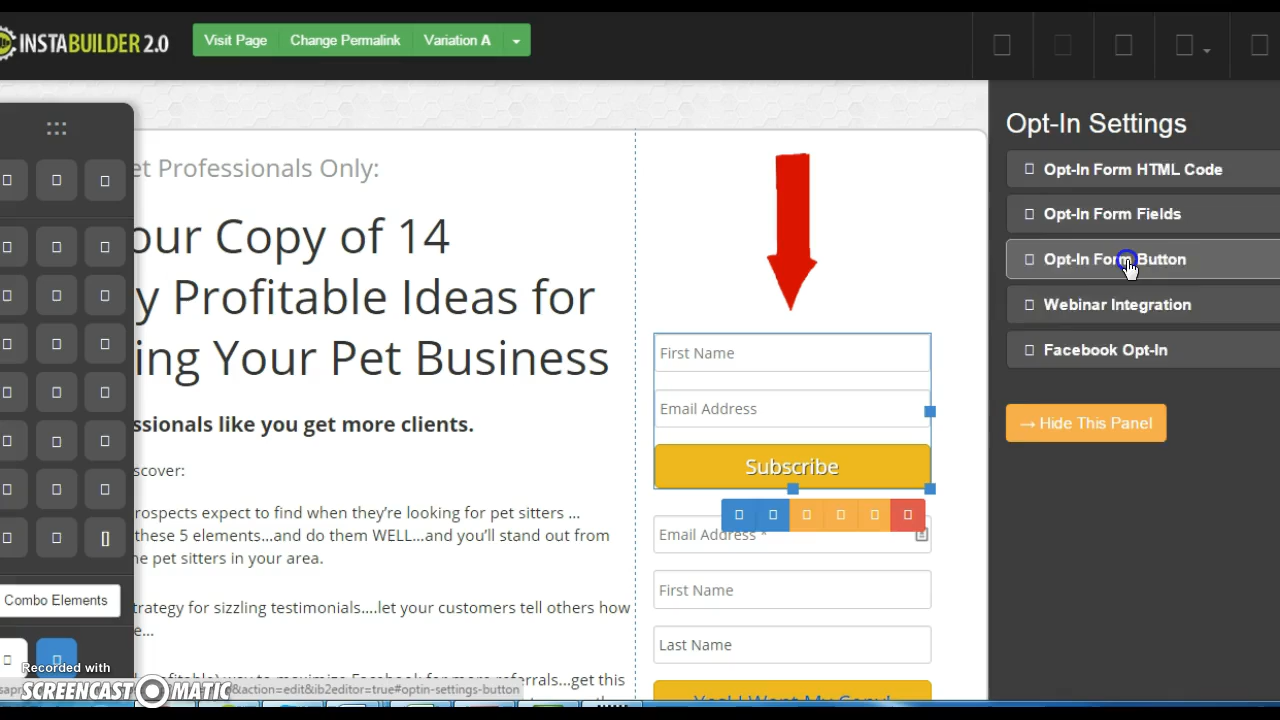 INSTABUILDER 2.0
Visit Page
Change Permalink
Variation A
et Professionals Only:
our Copy of 14
y Profitable Ideas for
ing Your Pet Business
ssionals like you get more clients.
scover:
rospects expect to find when they're looking for pet sitters ...
these 5 elements...and do them WELL...and you'll stand out from
ne pet sitters in your area.
trategy for sizzling testimonials....let your customers tell others how
e...
get this
First Name
Email Address
Subscribe
Email Address *
First Name
Last Name
Yes! I Want My Copy!
Opt-In Settings
Opt-In Form HTML Code
Opt-In Form Fields
Opt-In Form Button
Webinar Integration
Facebook Opt-In
→ Hide This Panel
[]
Combo Elements
Recorded with
SCREENCAST MATIC
&action=edit&ib2editor=true#optin-settings-button